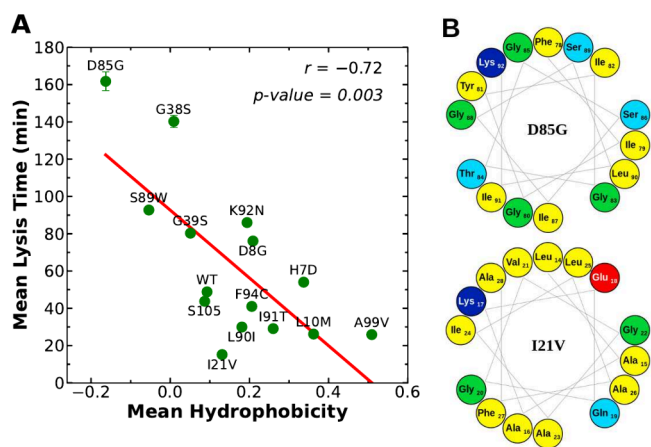 A
180
160
140
120
100
80
60
40
20
0
Mean Lysis Time (min)
r = −0.72
p-value = 0.003
D85G
G38S
S89W
G39S
K92N
D8G
WT
S105
H7D
F94C
I91T
L10M
L90I
A99V
I21V
−0.2 0.0 0.2 0.4 0.6
Mean Hydrophobicity
B
Phe 78
Gly 85
Ser 89
Lys 92
Ile 82
Tyr 81
Gly 88
Ser 86
D85G
Ile 79
Thr 84
Leu 90
Ile 91
Gly 83
Gly 80
Ile 87
Leu 14
Val 21
Leu 25
Ala 28
Glu 18
Lys 17
Ile 24
Gly 22
I21V
Ala 15
Gly 20
Ala 26
Phe 27
Gln 19
Ala 16
Ala 23